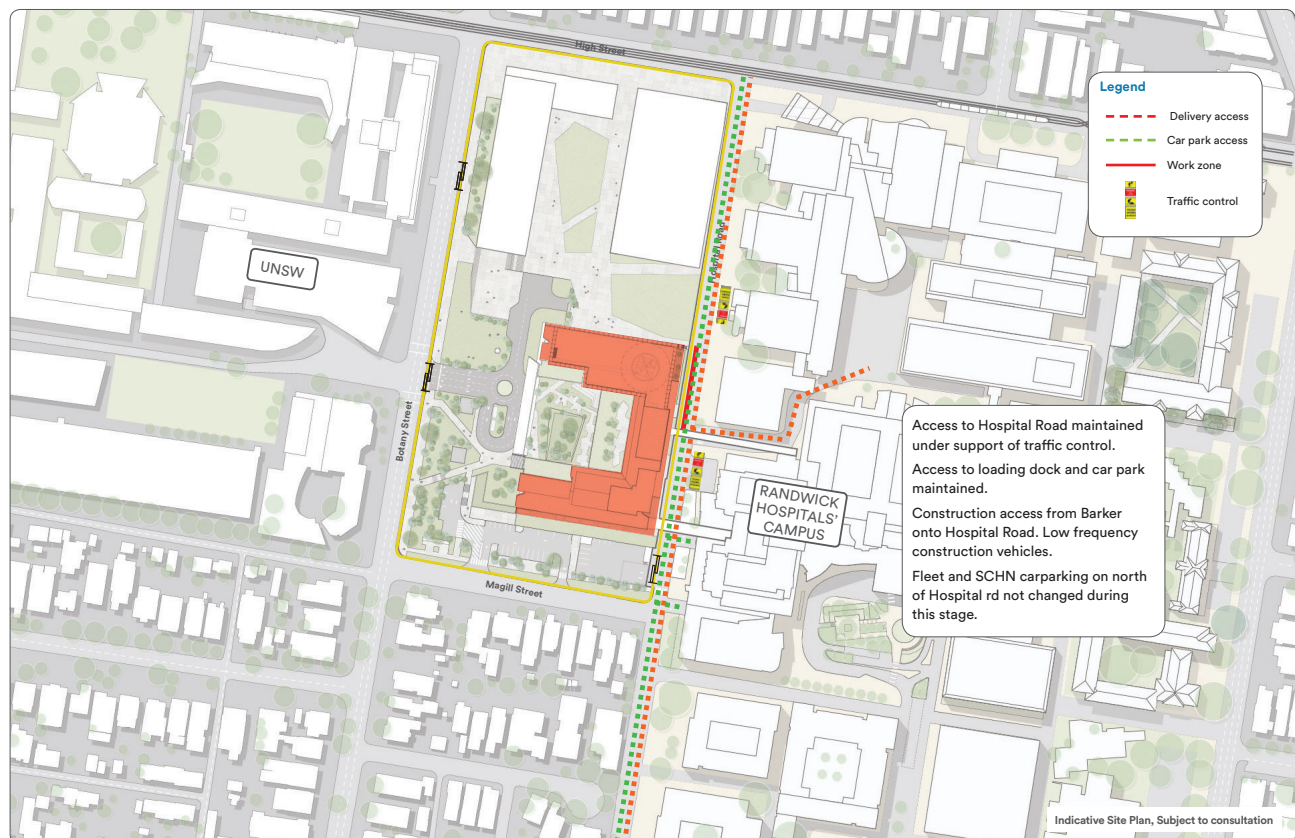 High Street
Legend
Delivery access
Car park access
Work zone
Traffic control
UNSW
Hospital Road
Botany Street
Access to Hospital Road maintained
under support of traffic control.
Access to loading dock and car park
maintained.
Construction access from Barker
onto Hospital Road. Low frequency
construction vehicles.
Fleet and SCHN carparking on north
of Hospital rd not changed during
this stage.
RANDWICK
HOSPITALS'
CAMPUS
Magill Street
Indicative Site Plan, Subject to consultation